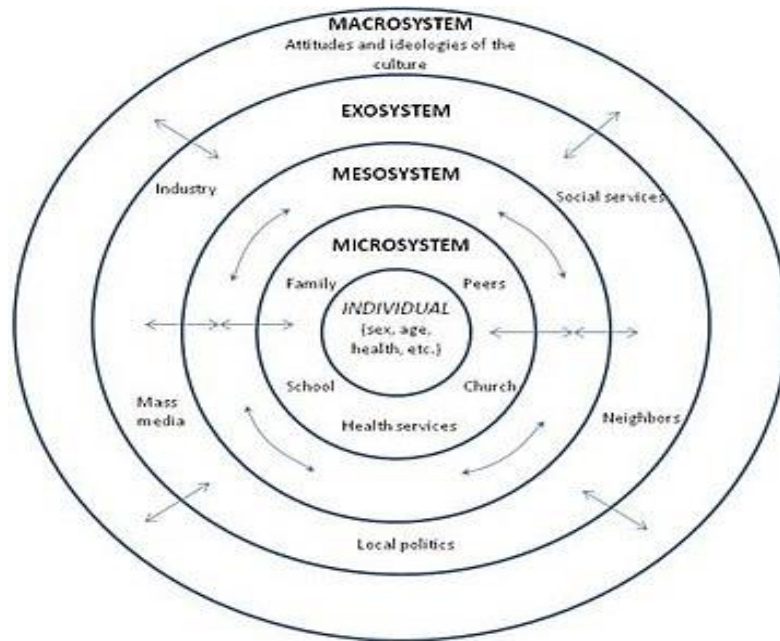 MACROSYSTEM
Attitudes and ideologies of the
culture
EXOSYSTEM
MESOSYSTEM
Industry
Social services
MICROSYSTEM
Family
Peers
INDIVIDUAL
{sex, age,
health, etc.}
School
Church
Mass
media
Neighbors
Health services
Local politics